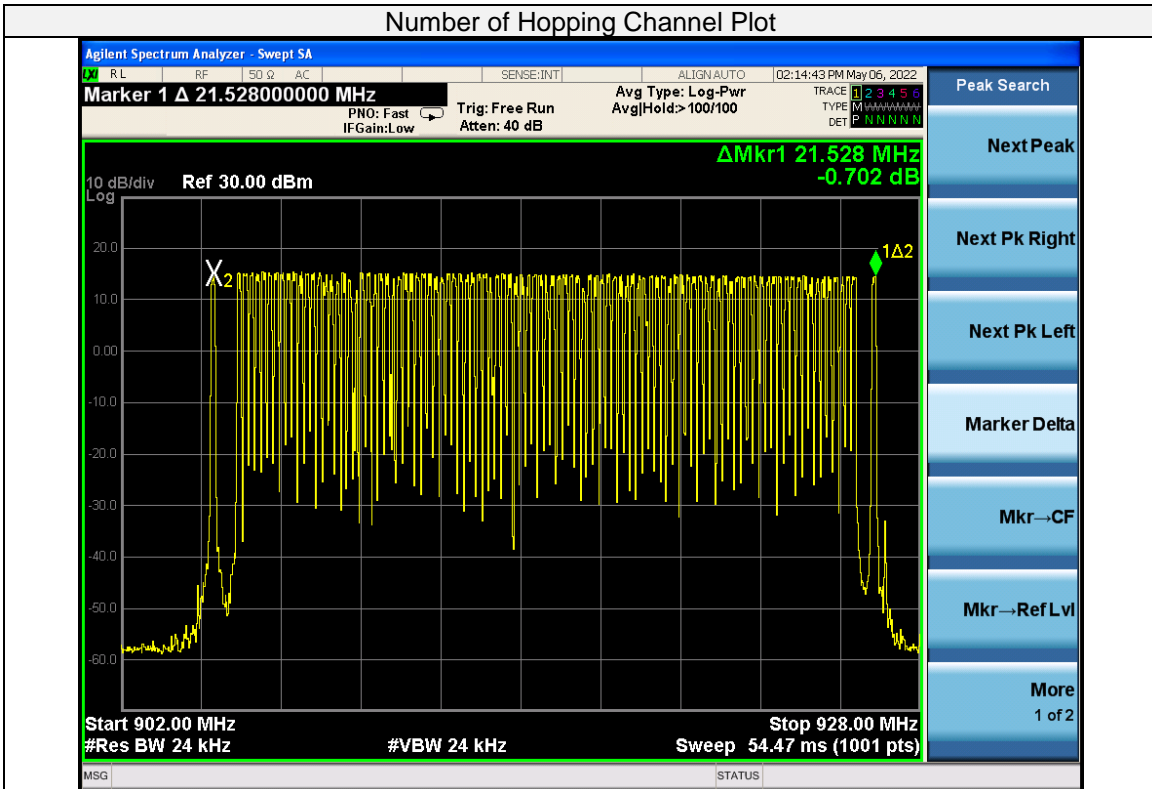 Number of Hopping Channel Plot
Agilent Spectrum Analyzer - Swept SA
LXI RL RF 50 Ω AC SENSE:INT ALIGN AUTO 02:14:43 PM May 06, 2022
Marker 1 Δ 21.528000000 MHz
PNO: Fast
IFGain:Low
Trig: Free Run
Atten: 40 dB
Avg Type: Log-Pwr
Avg|Hold:>100/100
TRACE 1 2 3 4 5 6
TYPE M WWWWW
DET P N N N N N
ΔMkr1 21.528 MHz
-0.702 dB
10 dB/div Ref 30.00 dBm
Log
20.0
10.0
0.00
-10.0
-20.0
-30.0
-40.0
-50.0
-60.0
X2
1Δ2
Start 902.00 MHz Stop 928.00 MHz
#Res BW 24 kHz #VBW 24 kHz Sweep 54.47 ms (1001 pts)
MSG STATUS
Peak Search
Next Peak
Next Pk Right
Next Pk Left
Marker Delta
Mkr→CF
Mkr→Ref Lvl
More
1 of 2